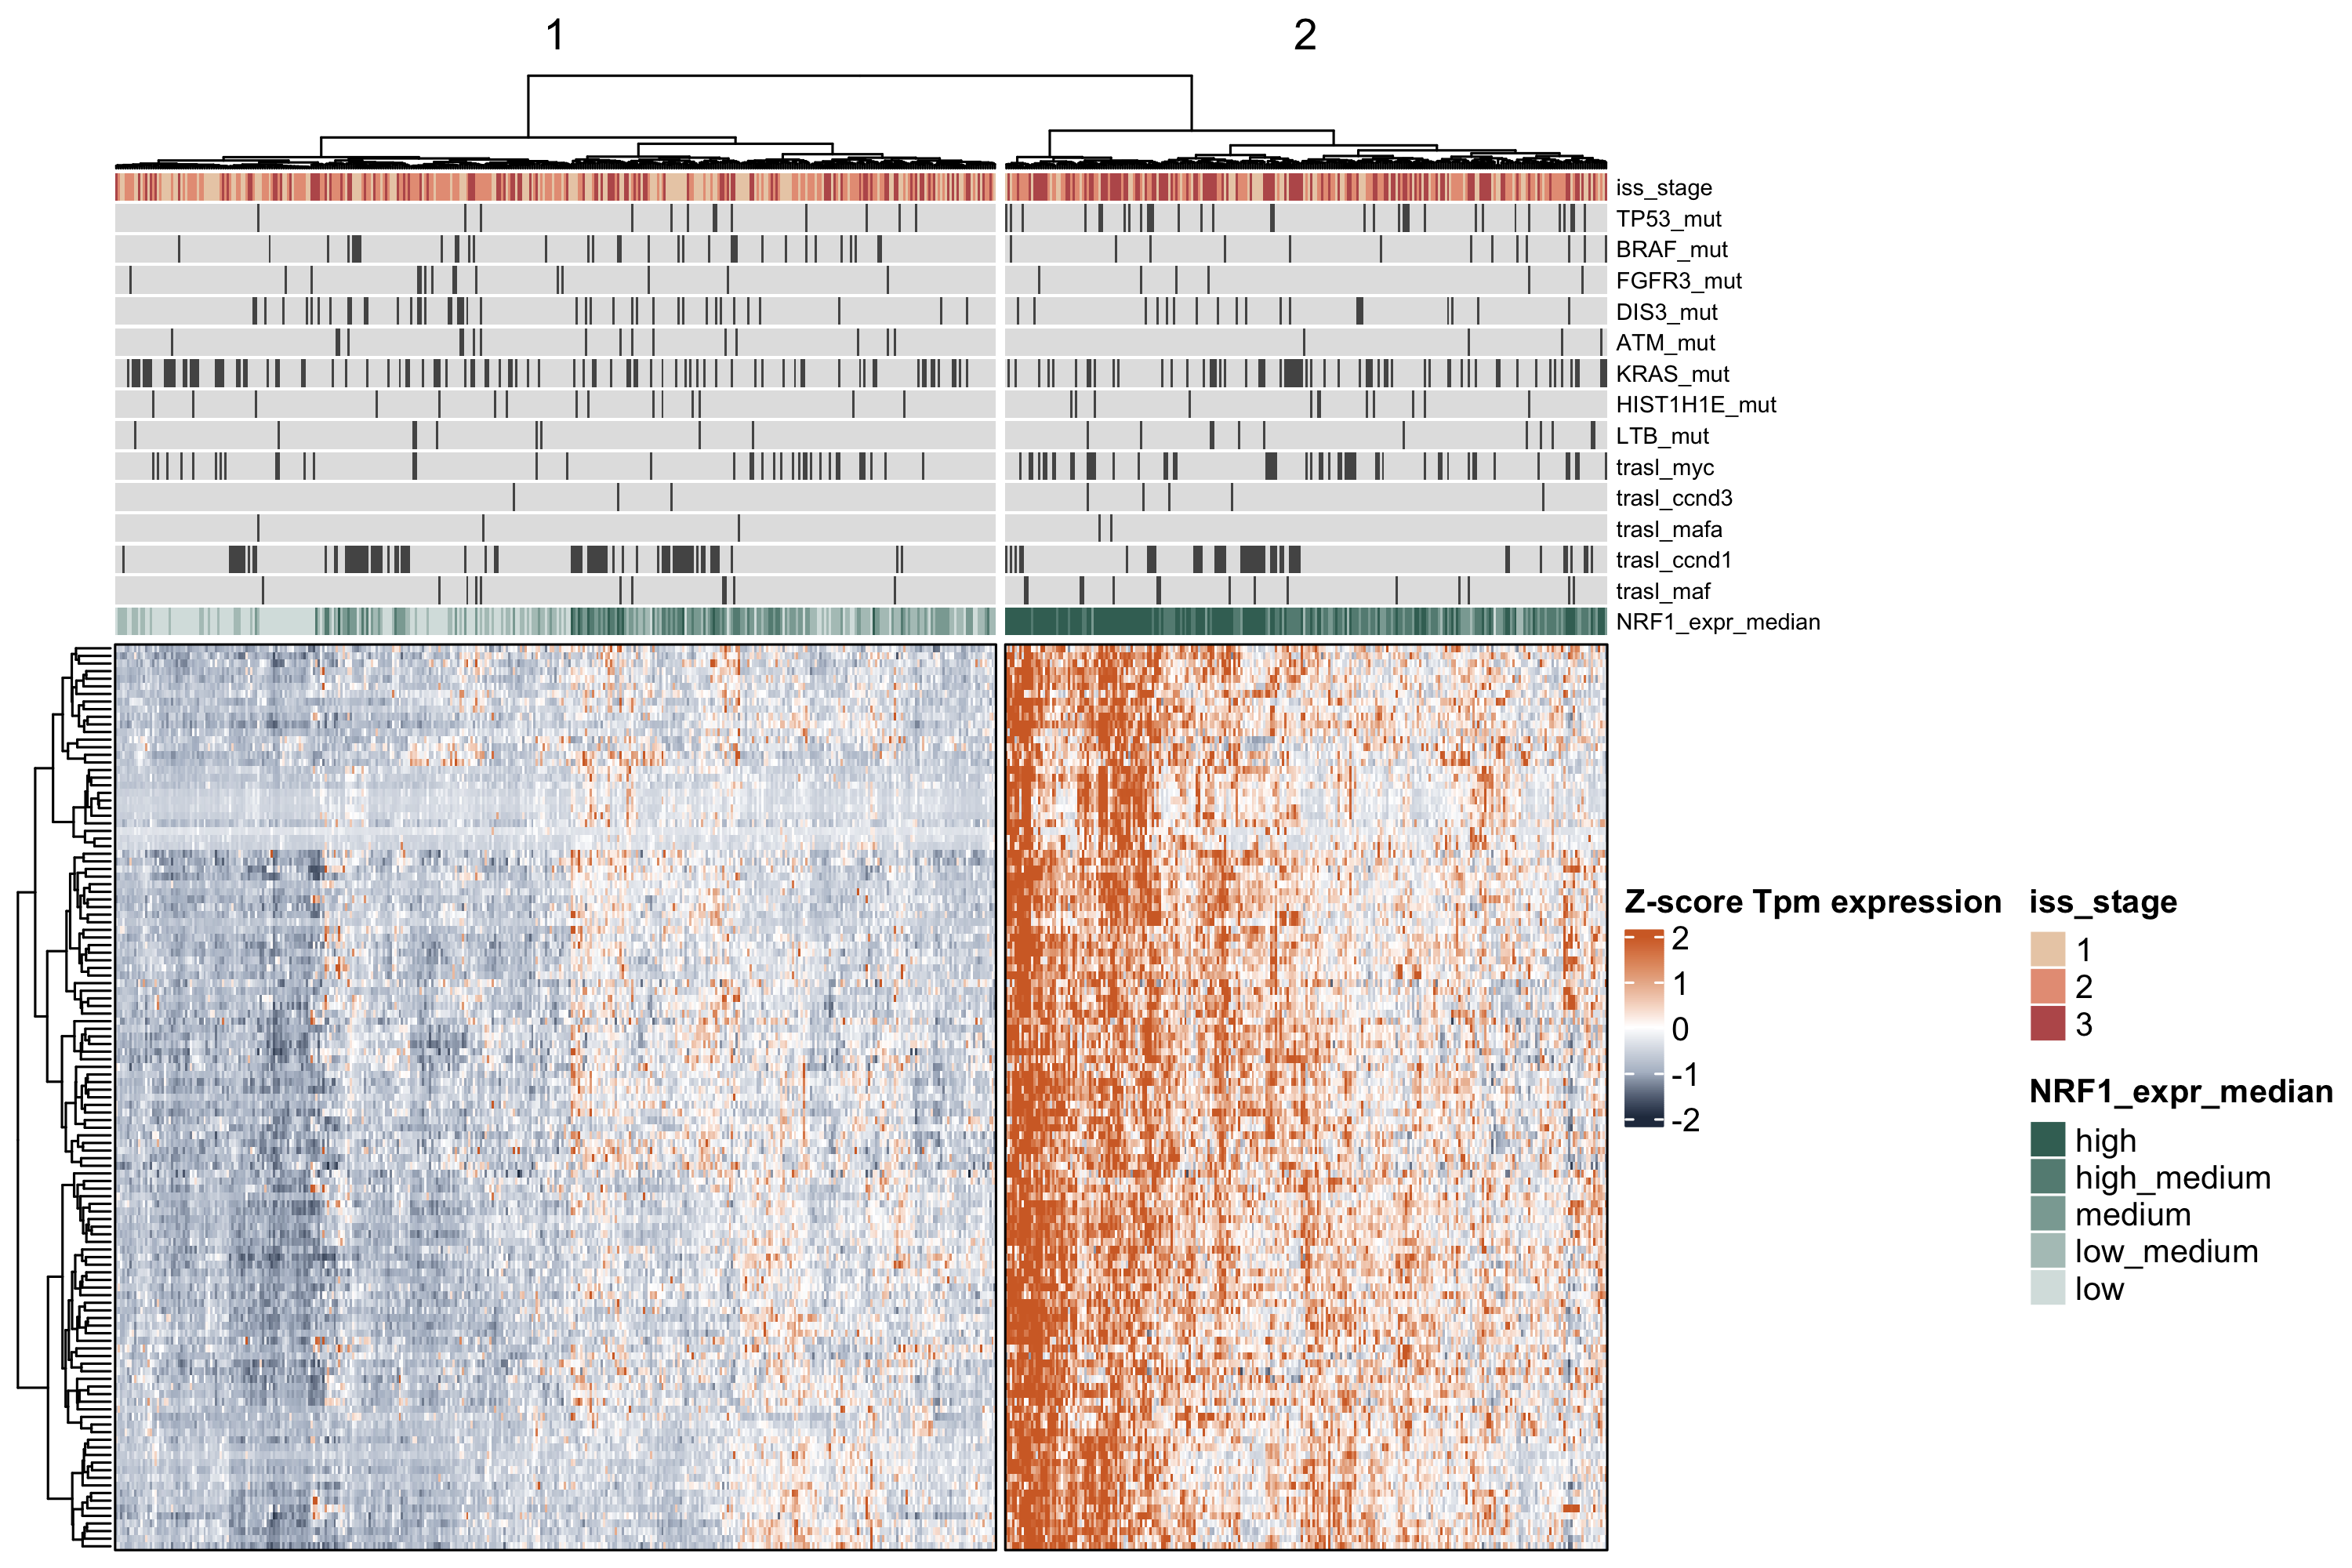 1
2
iss_stage
TP53_mut
BRAF_mut
FGFR3_mut
DIS3_mut
ATM_mut
KRAS_mut
HIST1H1E_mut
LTB_mut
trasl_myc
trasl_ccnd3
trasl_mafa
trasl_ccnd1
trasl_maf
NRF1_expr_median
Z-score Tpm expression
2
1
0
-1
-2
iss_stage
1
2
3
NRF1_expr_median
high
high_medium
medium
low_medium
low